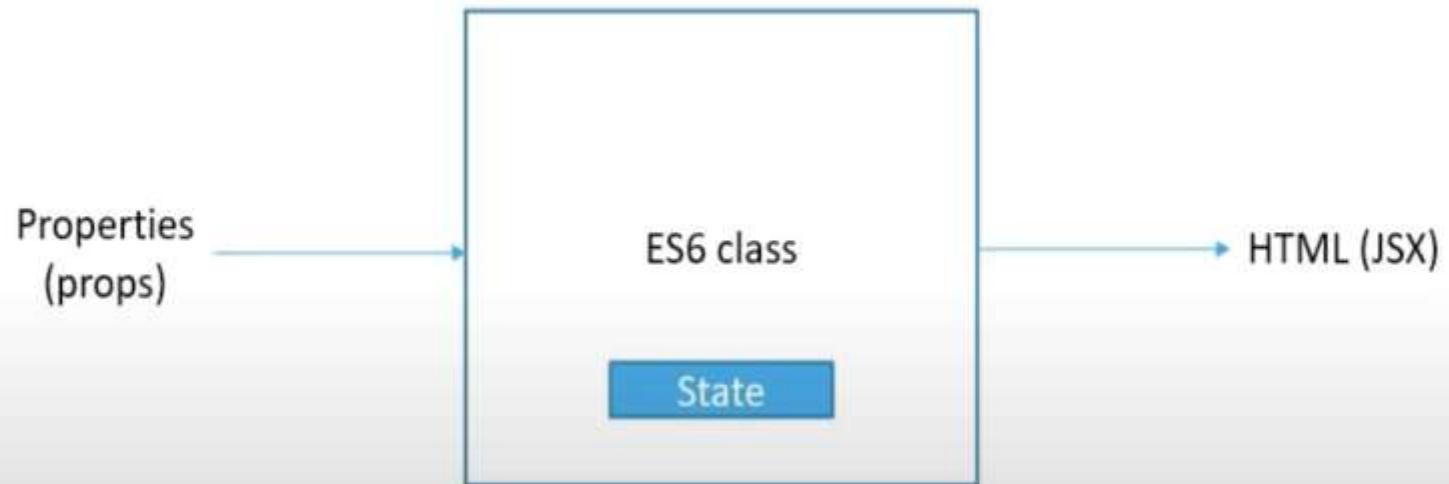 Properties
(props)
ES6 class
HTML (JSX)
State